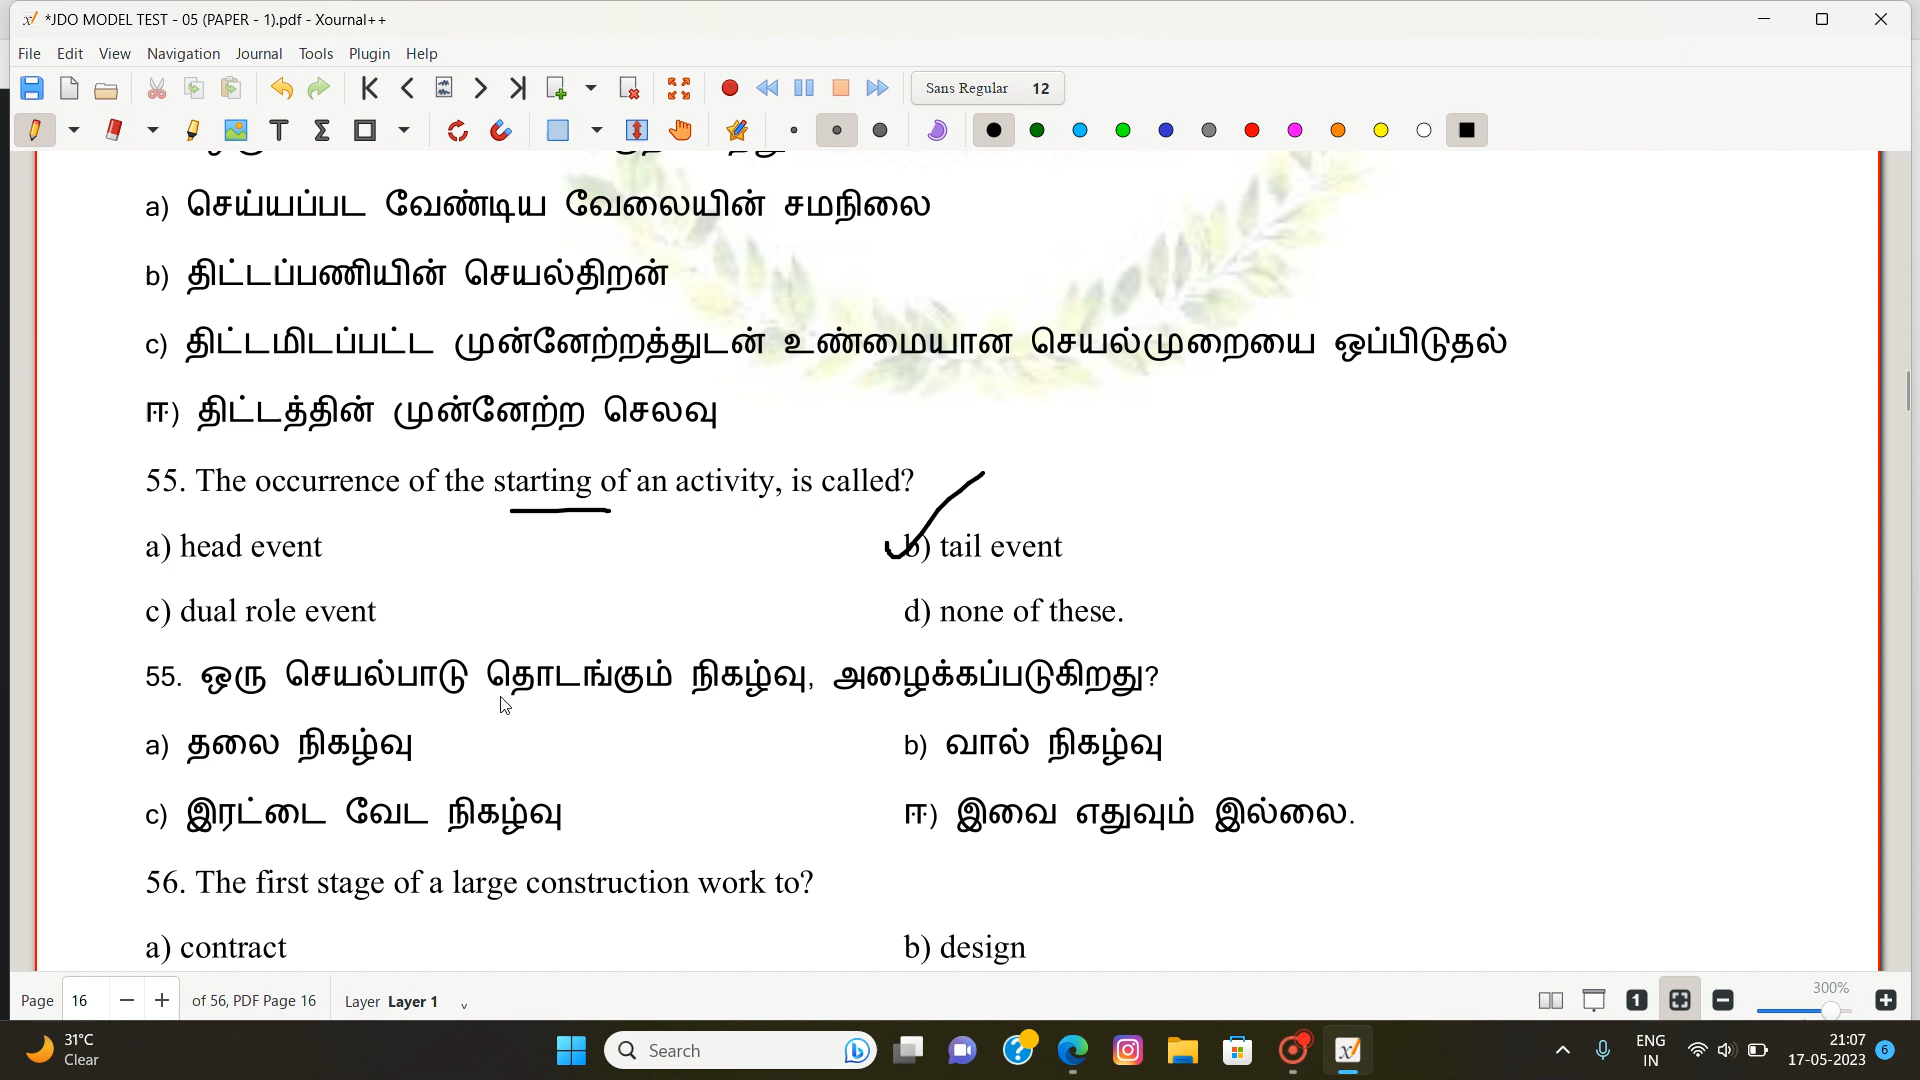 *JDO MODEL TEST - 05 (PAPER - 1).pdf - Xournal++
File Edit View Navigation Journal Tools Plugin Help
Sans Regular 12
a) செய்யப்பட வேண்டிய வேலையின் சமநிலை
b) திட்டப்பணியின் செயல்திறன்
c) திட்டமிடப்பட்ட முன்னேற்றத்துடன் உண்மையான செயல்முறையை ஒப்பிடுதல்
ஈ) திட்டத்தின் முன்னேற்ற செலவு
55. The occurrence of the starting of an activity, is called?
a) head event b) tail event
c) dual role event d) none of these.
55. ஒரு செயல்பாடு தொடங்கும் நிகழ்வு, அழைக்கப்படுகிறது?
a) தலை நிகழ்வு b) வால் நிகழ்வு
c) இரட்டை வேட நிகழ்வு ஈ) இவை எதுவும் இல்லை.
56. The first stage of a large construction work to?
a) contract b) design
Page 16 of 56, PDF Page 16 Layer Layer 1 300%
31°C
Clear
Search
ENG
IN
21:07
17-05-2023
6